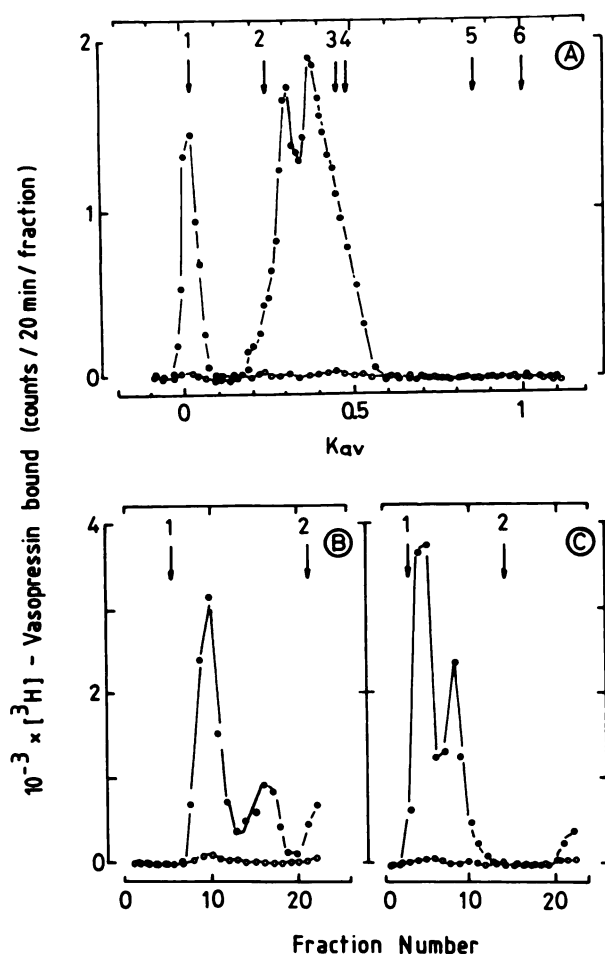 10⁻³ × [³H] – Vasopressin bound (counts / 20 min / fraction)
1 2 3 4 5 6
A
2
1
0
0 0.5 1
Kav
1 2
B
1 2
C
4
2
0
0 10 20
0 10 20
Fraction Number